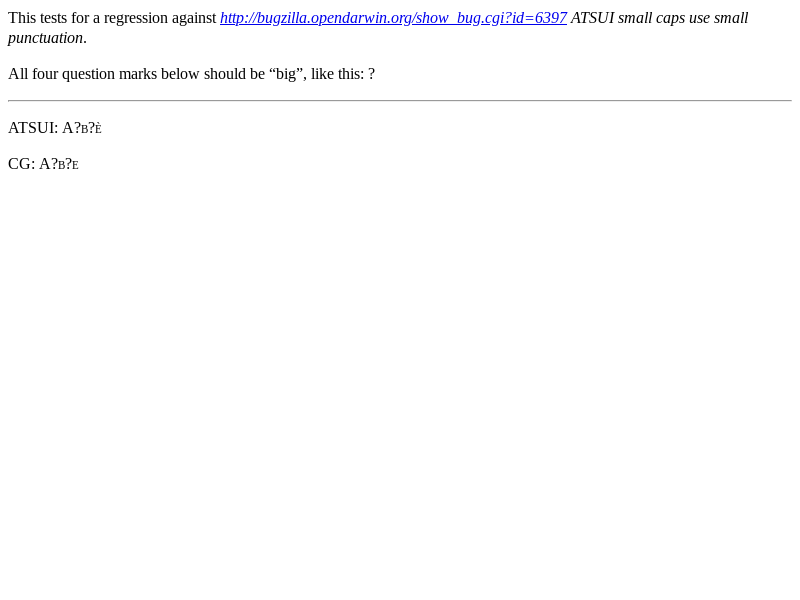 This tests for a regression against http://bugzilla.opendarwin.org/show_bug.cgi?id=6397 ATSUI small caps use small
punctuation.
All four question marks below should be “big”, like this: ?
ATSUI: A?ʙ?ᴇ̀
CG: A?ʙ?ᴇ